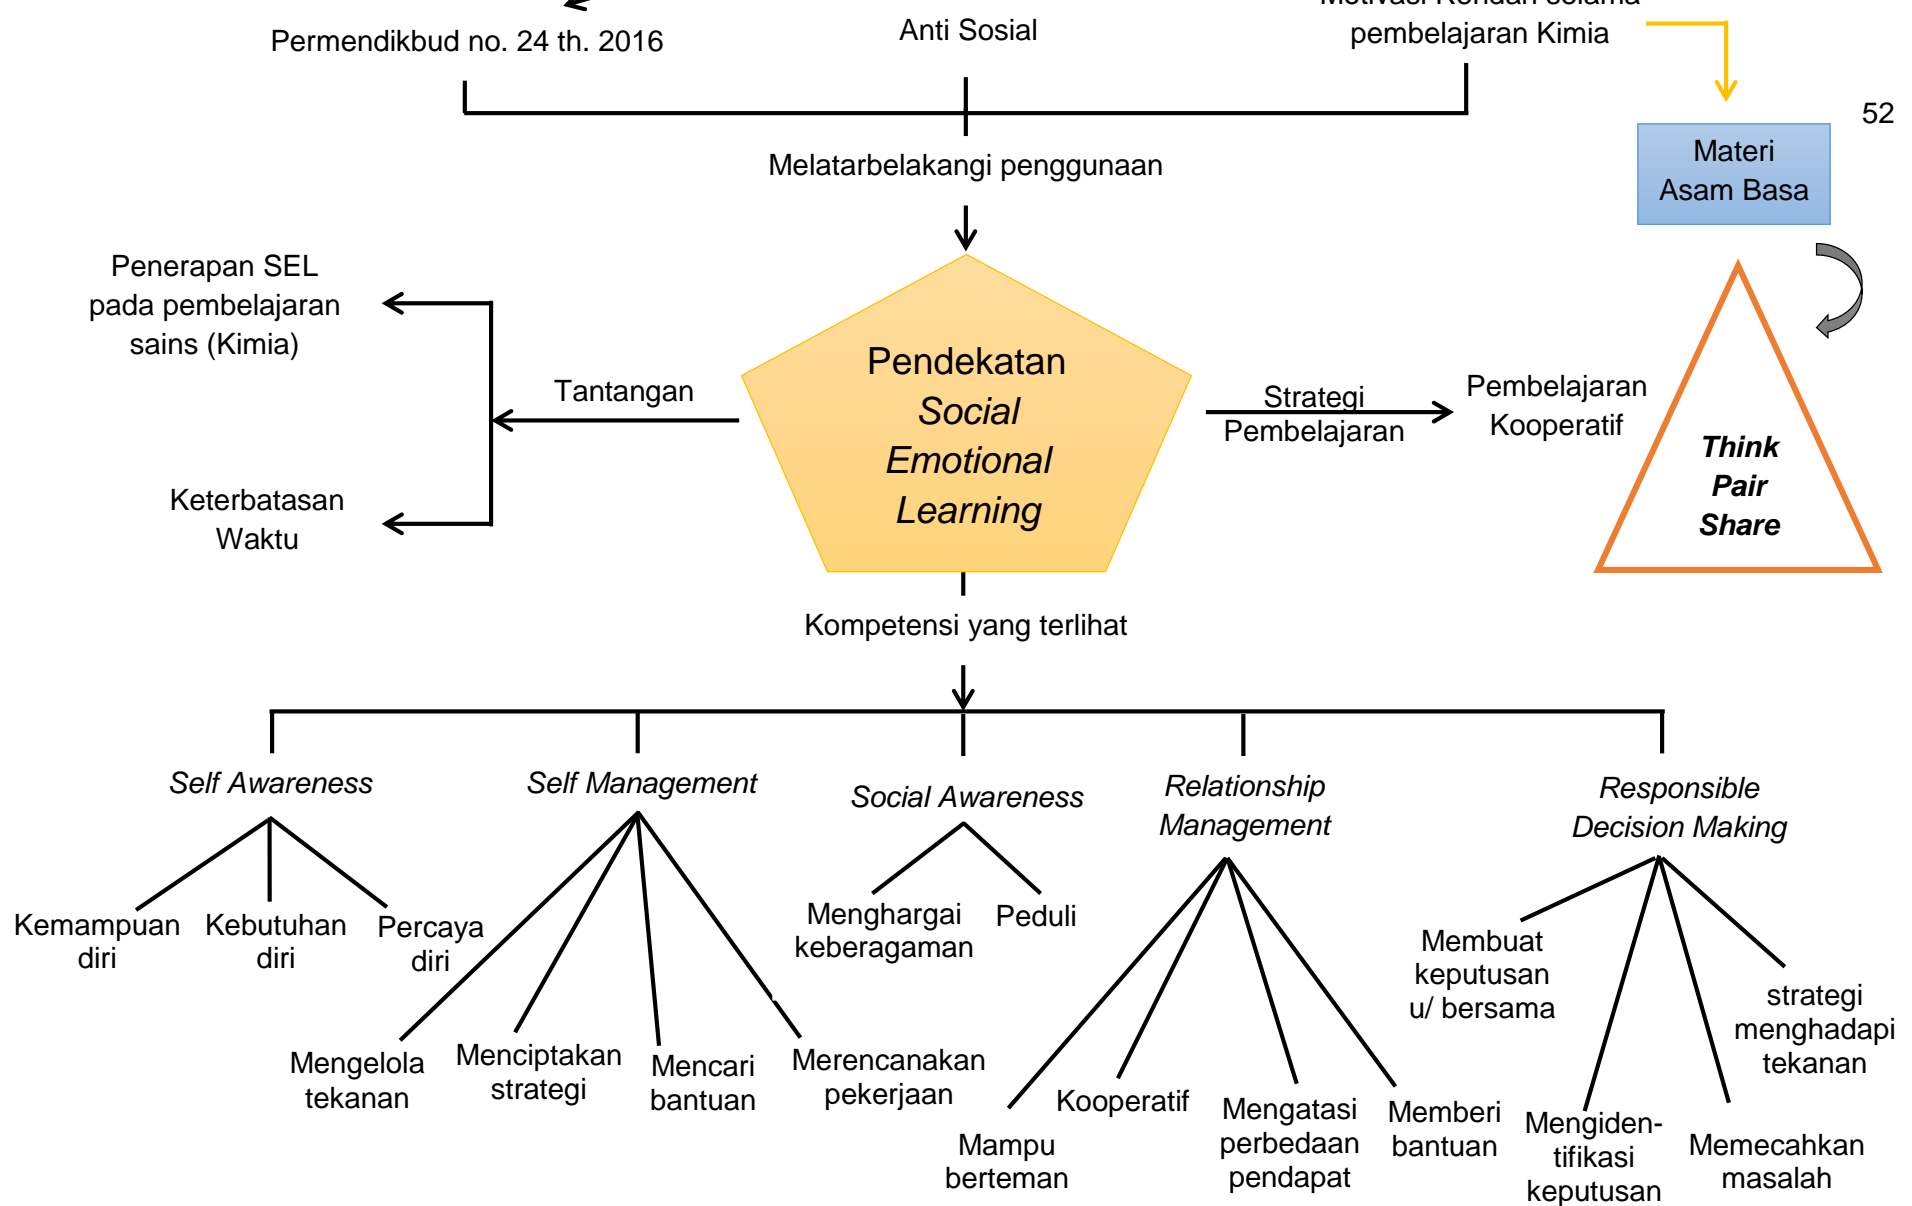 Permendikbud no. 24 th. 2016
Anti Sosial
pembelajaran Kimia
52
Materi
Asam Basa
Melatarbelakangi penggunaan
Penerapan SEL
pada pembelajaran
sains (Kimia)
Tantangan
Keterbatasan
Waktu
Pendekatan
Social
Emotional
Learning
Strategi
Pembelajaran
Pembelajaran
Kooperatif
Think
Pair
Share
Kompetensi yang terlihat
Self Awareness
Self Management
Social Awareness
Relationship
Management
Responsible
Decision Making
Kemampuan
diri
Kebutuhan
diri
Percaya
diri
Mengelola
tekanan
Menciptakan
strategi
Mencari
bantuan
Merencanakan
pekerjaan
Menghargai
keberagaman
Peduli
Mampu
berteman
Kooperatif
Mengatasi
perbedaan
pendapat
Memberi
bantuan
Membuat
keputusan
u/ bersama
Mengiden-
tifikasi
keputusan
Memecahkan
masalah
strategi
menghadapi
tekanan